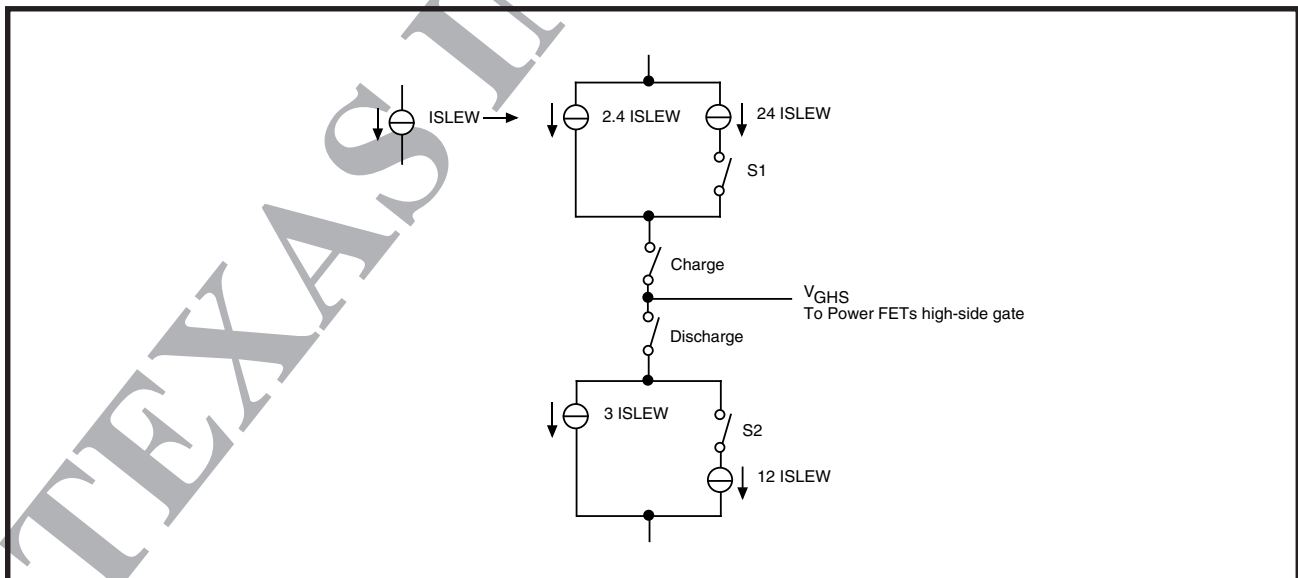 TEXAS I
ISLEW
2.4 ISLEW
24 ISLEW
S1
Charge
VGHS
To Power FETs high-side gate
Discharge
3 ISLEW
S2
12 ISLEW